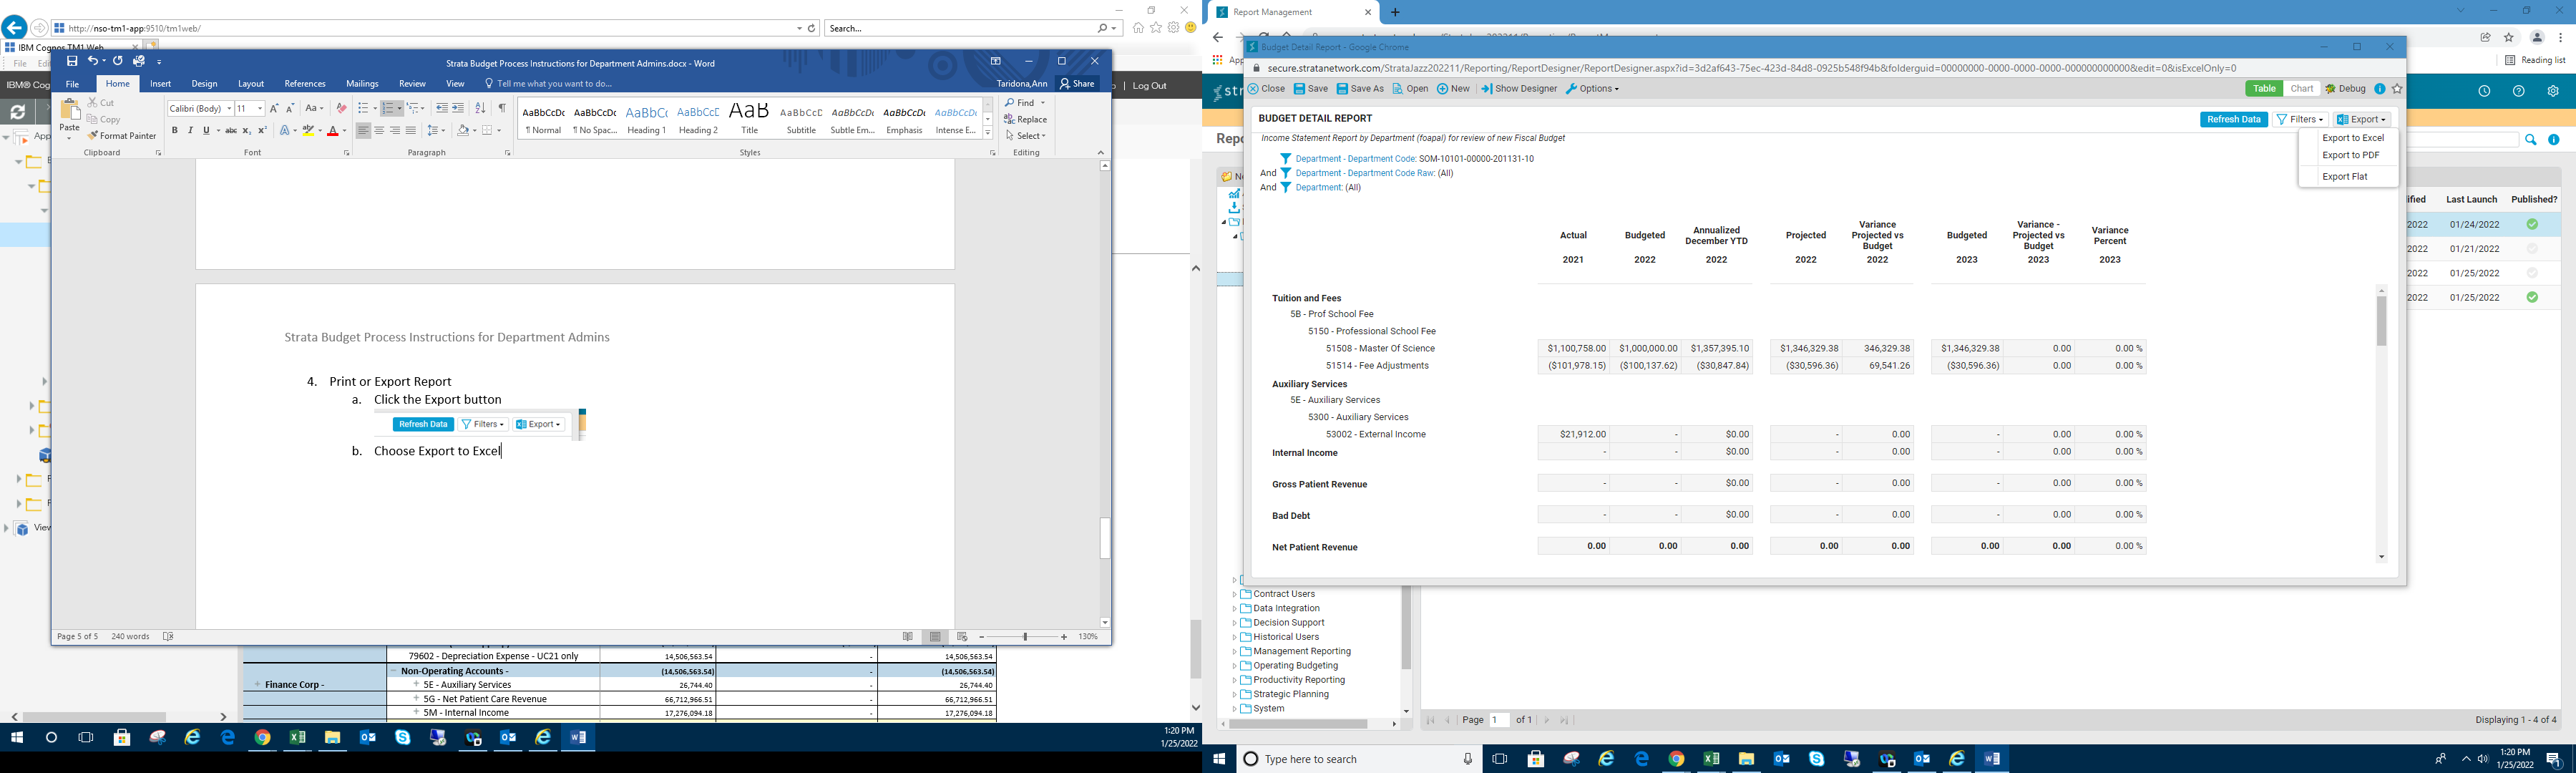 http://nso-tm1-app:9510/tm1web/
Search...
IBM Cognos TM1 Web
File
IBM® Cog
Log Out
Strata Budget Process Instructions for Department Admins.docx - Word
File Home Insert Design Layout References Mailings Review View Tell me what you want to do...
Taridona,Ann Share
Paste
Cut
Copy
Format Painter
Clipboard
Calibri (Body) 11
Font
Paragraph
¶ Normal ¶ No Spac... Heading 1 Heading 2 Title Subtitle Subtle Em... Emphasis Intense E...
Styles
Find
Replace
Select
Editing
Strata Budget Process Instructions for Department Admins
4. Print or Export Report
a. Click the Export button
Refresh Data Filters Export
b. Choose Export to Excel
Page 5 of 5 240 words
130%
79602 - Depreciation Expense - UC21 only 14,506,563.54 - 14,506,563.54
Non-Operating Accounts - (14,506,563.54) - (14,506,563.54)
Finance Corp - 5E - Auxiliary Services 26,744.40 - 26,744.40
5G - Net Patient Care Revenue 66,712,966.51 - 66,712,966.51
5M - Internal Income 17,276,094.18 - 17,276,094.18
1:20 PM
1/25/2022
Report Management
Reading list
Budget Detail Report - Google Chrome
secure.stratanetwork.com/StrataJazz202211/Reporting/ReportDesigner/ReportDesigner.aspx?id=3d2af643-75ec-423d-84d8-0925b548f94b&folderguid=00000000-0000-0000-0000-000000000000&edit=0&isExcelOnly=0
Close Save Save As Open New Show Designer Options
Table Chart Debug
BUDGET DETAIL REPORT
Refresh Data Filters Export
Income Statement Report by Department (foapal) for review of new Fiscal Budget
Export to Excel
Export to PDF
Export Flat
Department - Department Code: SOM-10101-00000-201131-10
And Department - Department Code Raw: (All)
And Department: (All)
Actual Budgeted Annualized December YTD Projected Variance Projected vs Budget Budgeted Variance - Projected vs Budget Variance Percent
2021 2022 2022 2022 2022 2023 2023 2023
Tuition and Fees
5B - Prof School Fee
5150 - Professional School Fee
51508 - Master Of Science $1,100,758.00 $1,000,000.00 $1,357,395.10 $1,346,329.38 346,329.38 $1,346,329.38 0.00 0.00 %
51514 - Fee Adjustments ($101,978.15) ($100,137.62) ($30,847.84) ($30,596.36) 69,541.26 ($30,596.36) 0.00 0.00 %
Auxiliary Services
5E - Auxiliary Services
5300 - Auxiliary Services
53002 - External Income $21,912.00 - $0.00 - 0.00 - 0.00 0.00 %
Internal Income - - $0.00 - 0.00 - 0.00 0.00 %
Gross Patient Revenue - - $0.00 - 0.00 - 0.00 0.00 %
Bad Debt - - $0.00 - 0.00 - 0.00 0.00 %
Net Patient Revenue 0.00 0.00 0.00 0.00 0.00 0.00 0.00 0.00 %
Last Launch Published?
2022 01/24/2022
2022 01/21/2022
2022 01/25/2022
2022 01/25/2022
Contract Users
Data Integration
Decision Support
Historical Users
Management Reporting
Operating Budgeting
Productivity Reporting
Strategic Planning
System
Page 1 of 1
Displaying 1 - 4 of 4
Type here to search
1:20 PM
1/25/2022